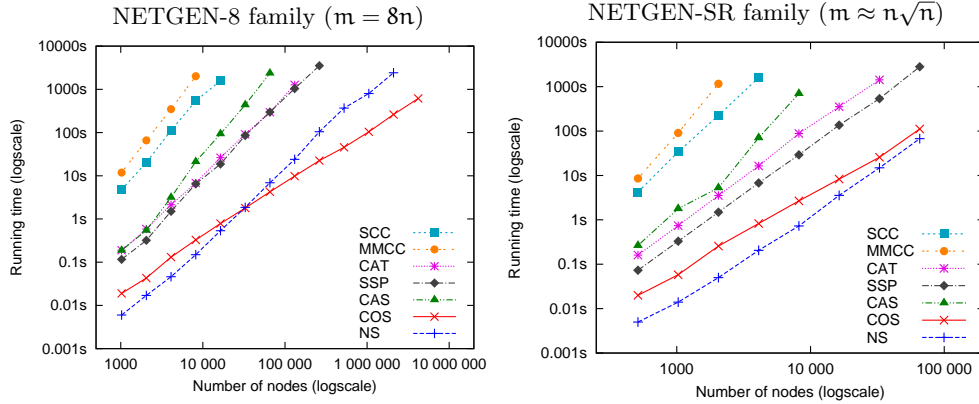 NETGEN-8 family (m = 8n)
10000s
1000s
100s
10s
1s
0.1s
0.01s
0.001s
Running time (logscale)
SCC
MMCC
CAT
SSP
CAS
COS
NS
1000
10 000
100 000
1 000 000
10 000 000
Number of nodes (logscale)
NETGEN-SR family (m ≈ n√n)
10000s
1000s
100s
10s
1s
0.1s
0.01s
0.001s
Running time (logscale)
SCC
MMCC
CAT
SSP
CAS
COS
NS
1000
10 000
100 000
Number of nodes (logscale)